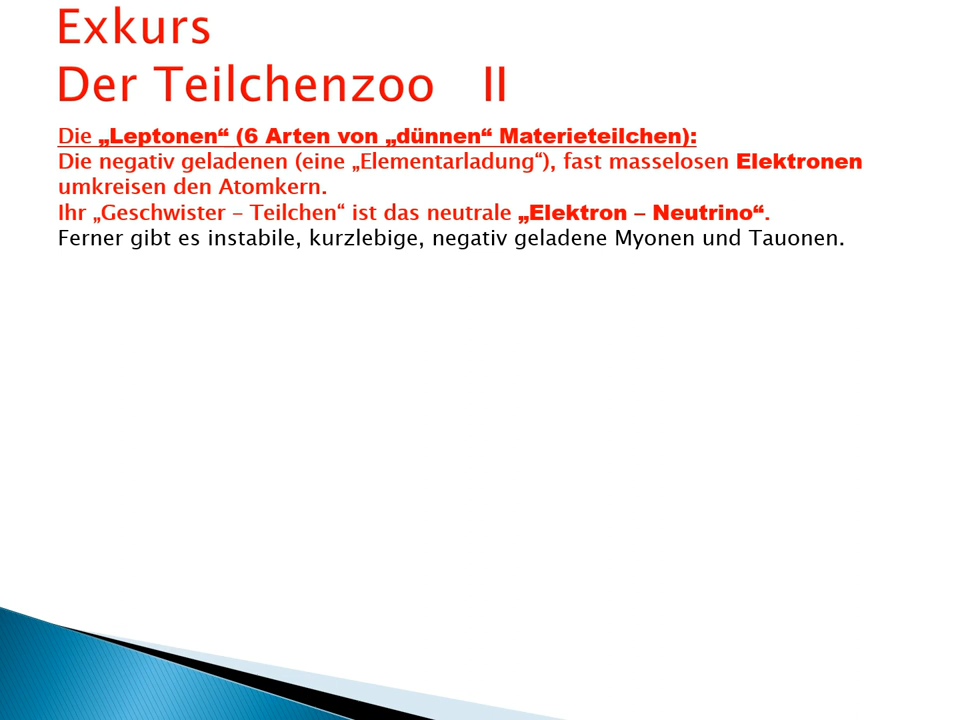 Exkurs
Der Teilchenzoo II
Die „Leptonen“ (6 Arten von „dünnen“ Materieteilchen):
Die negativ geladenen (eine „Elementarladung“), fast masselosen Elektronen
umkreisen den Atomkern.
Ihr „Geschwister – Teilchen“ ist das neutrale „Elektron – Neutrino“.
Ferner gibt es instabile, kurzlebige, negativ geladene Myonen und Tauonen.